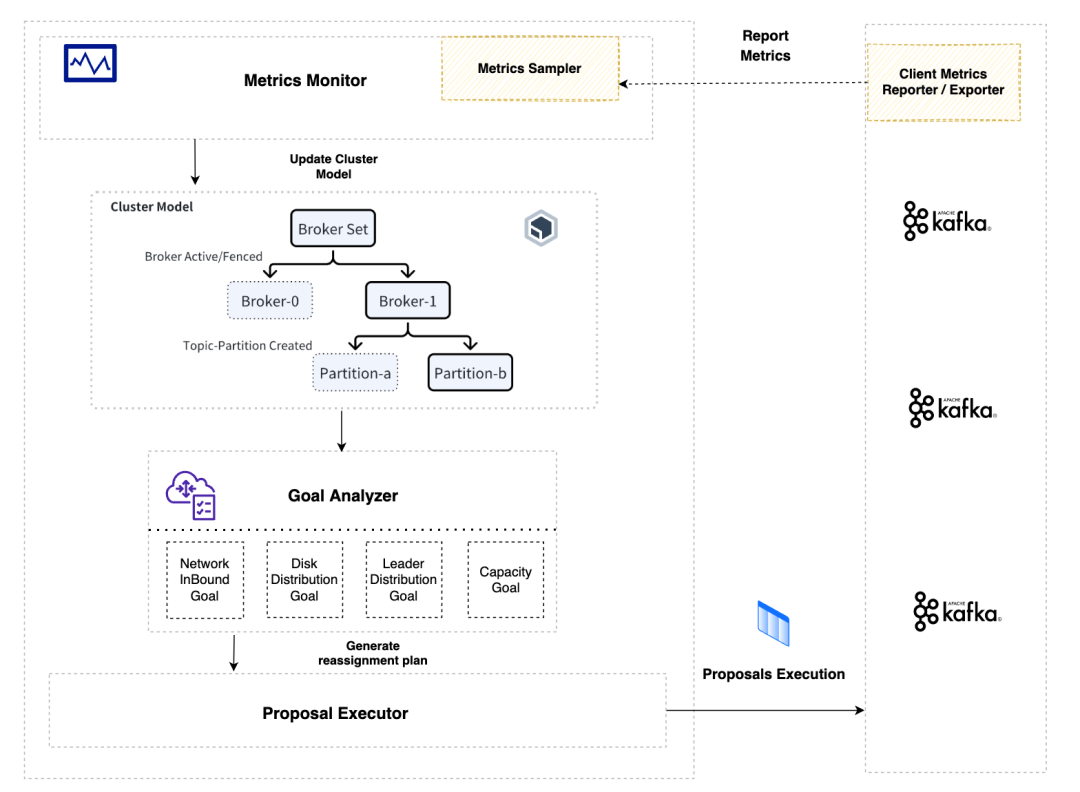 Metrics Monitor
Metrics Sampler
Report
Metrics
Client Metrics
Reporter / Exporter
Update Cluster
Model
Cluster Model
Broker Set
Broker Active/Fenced
Broker-0
Broker-1
Topic-Partition Created
Partition-a
Partition-b
APACHE
kafka®
APACHE
kafka®
APACHE
kafka®
Goal Analyzer
Network
InBound
Goal
Disk
Distribution
Goal
Leader
Distribution
Goal
Capacity
Goal
Generate
reassignment plan
Proposals Execution
Proposal Executor